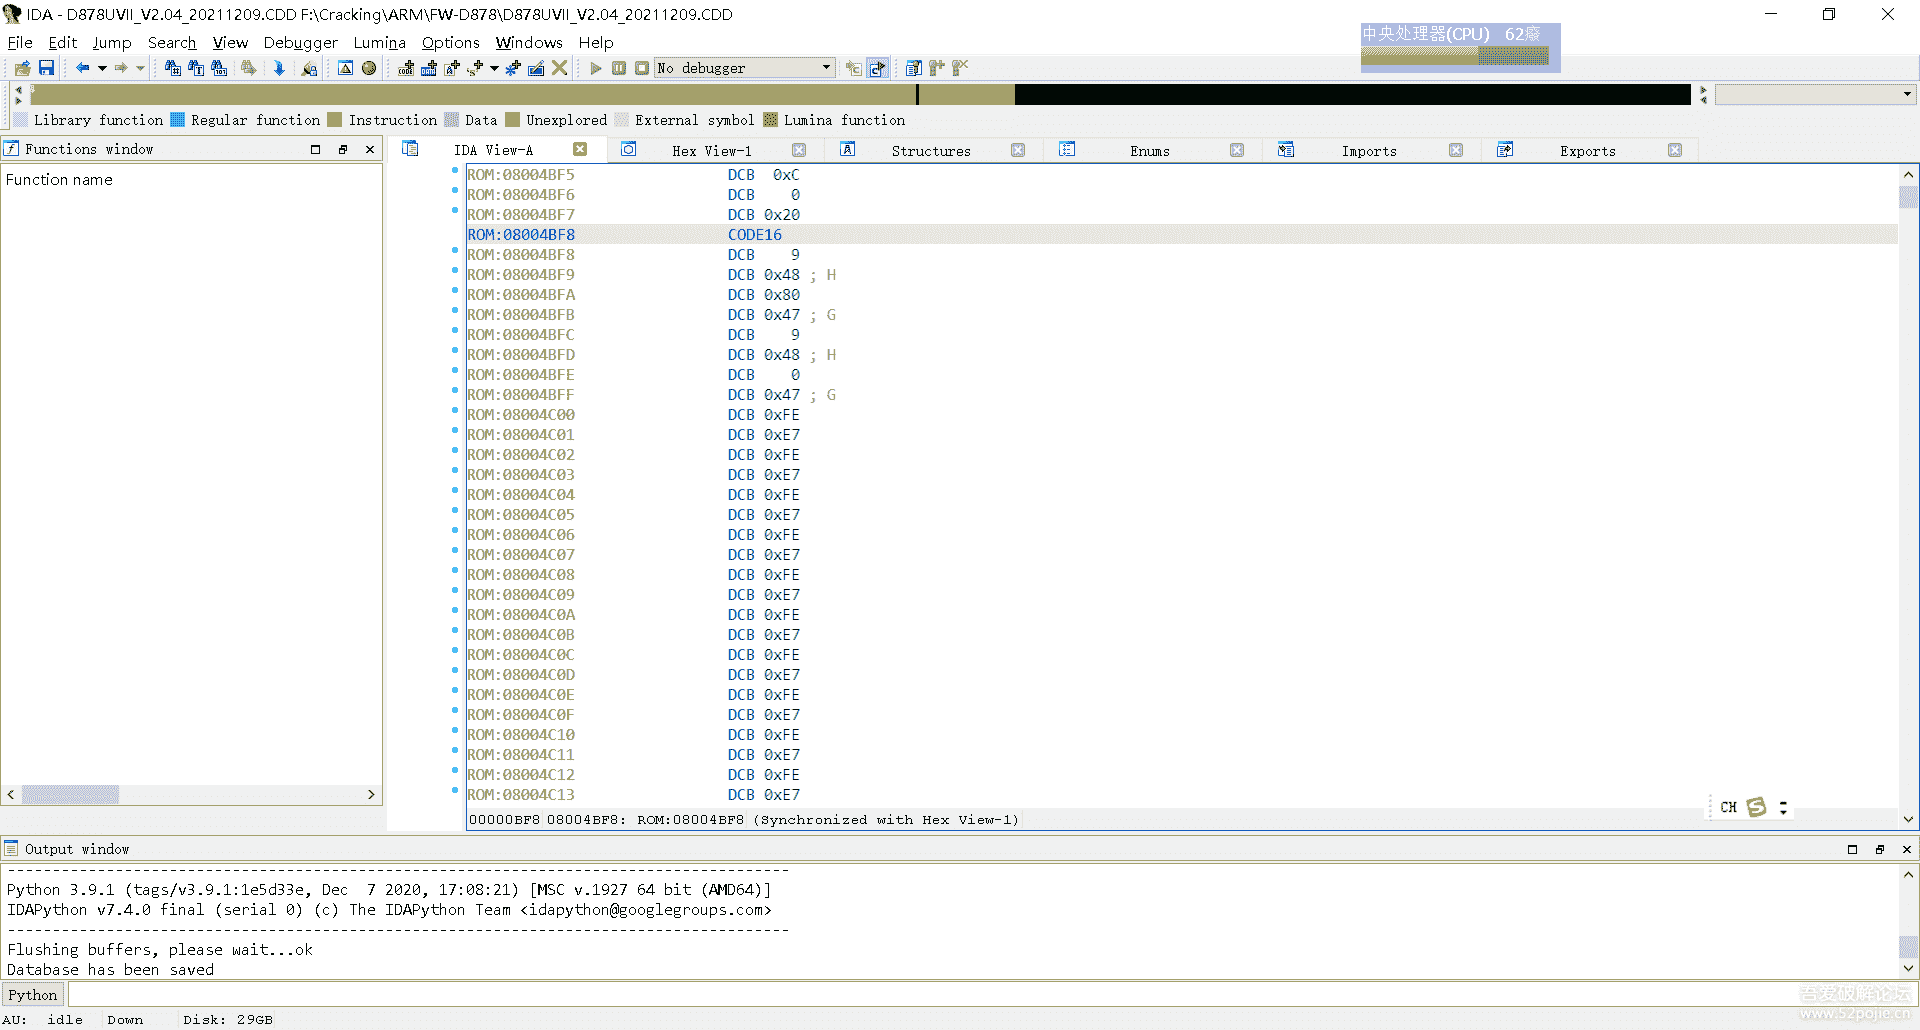 IDA - D878UVII_V2.04_20211209.CDD F:\Cracking\ARM\FW-D878\D878UVII_V2.04_20211209.CDD
File Edit Jump Search View Debugger Lumina Options Windows Help
中央处理器(CPU) 62癈
No debugger
Library function Regular function Instruction Data Unexplored External symbol Lumina function
Functions window
IDA View-A Hex View-1 Structures Enums Imports Exports
Function name
ROM:08004BF5 DCB 0xC
ROM:08004BF6 DCB 0
ROM:08004BF7 DCB 0x20
ROM:08004BF8 CODE16
ROM:08004BF8 DCB 9
ROM:08004BF9 DCB 0x48 ; H
ROM:08004BFA DCB 0x80
ROM:08004BFB DCB 0x47 ; G
ROM:08004BFC DCB 9
ROM:08004BFD DCB 0x48 ; H
ROM:08004BFE DCB 0
ROM:08004BFF DCB 0x47 ; G
ROM:08004C00 DCB 0xFE
ROM:08004C01 DCB 0xE7
ROM:08004C02 DCB 0xFE
ROM:08004C03 DCB 0xE7
ROM:08004C04 DCB 0xFE
ROM:08004C05 DCB 0xE7
ROM:08004C06 DCB 0xFE
ROM:08004C07 DCB 0xE7
ROM:08004C08 DCB 0xFE
ROM:08004C09 DCB 0xE7
ROM:08004C0A DCB 0xFE
ROM:08004C0B DCB 0xE7
ROM:08004C0C DCB 0xFE
ROM:08004C0D DCB 0xE7
ROM:08004C0E DCB 0xFE
ROM:08004C0F DCB 0xE7
ROM:08004C10 DCB 0xFE
ROM:08004C11 DCB 0xE7
ROM:08004C12 DCB 0xFE
ROM:08004C13 DCB 0xE7
CH
00000BF8 08004BF8: ROM:08004BF8 (Synchronized with Hex View-1)
Output window
---------------------------------------------------------------------------------------
Python 3.9.1 (tags/v3.9.1:1e5d33e, Dec 7 2020, 17:08:21) [MSC v.1927 64 bit (AMD64)]
IDAPython v7.4.0 final (serial 0) (c) The IDAPython Team <idapython@googlegroups.com>
---------------------------------------------------------------------------------------
Flushing buffers, please wait...ok
Database has been saved
Python
吾爱破解论坛
www.52pojie.cn
AU: idle Down Disk: 29GB